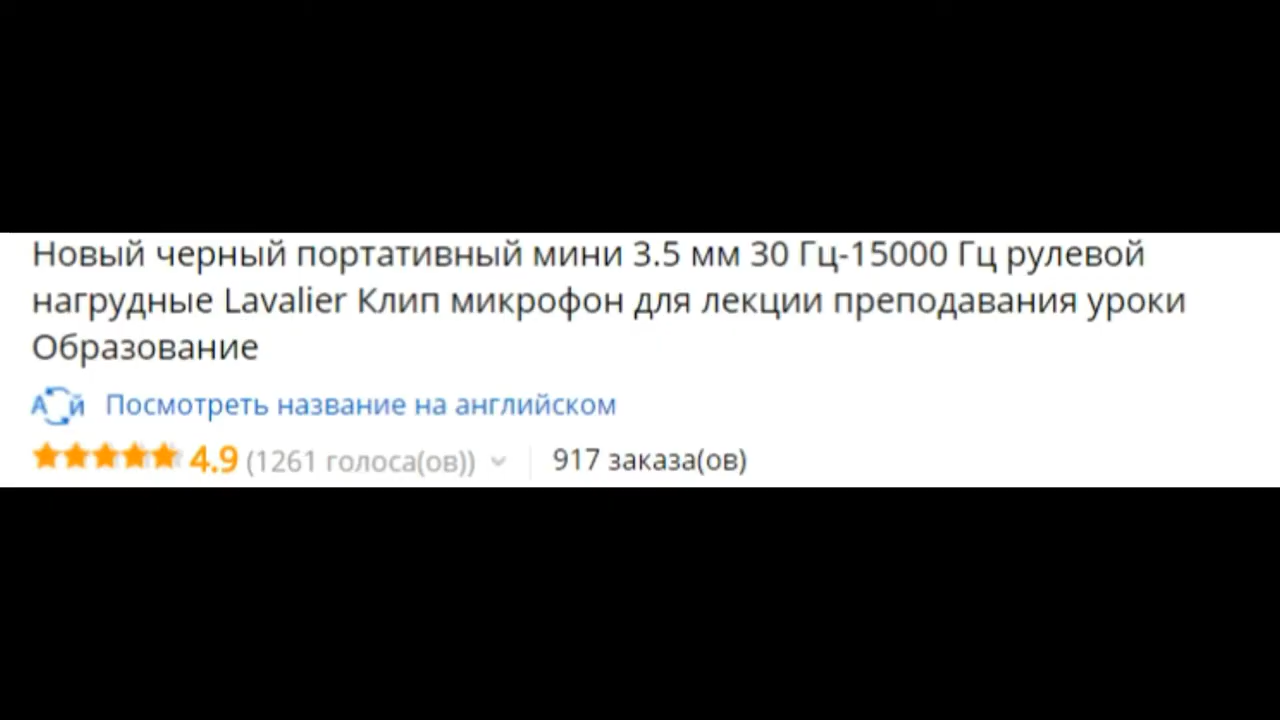 Новый черный портативный мини 3.5 мм 30 Гц-15000 Гц рулевой
нагрудные Lavalier Клип микрофон для лекции преподавания уроки
Образование
А й Посмотреть название на английском
4.9 (1261 голоса(ов)) 917 заказа(ов)